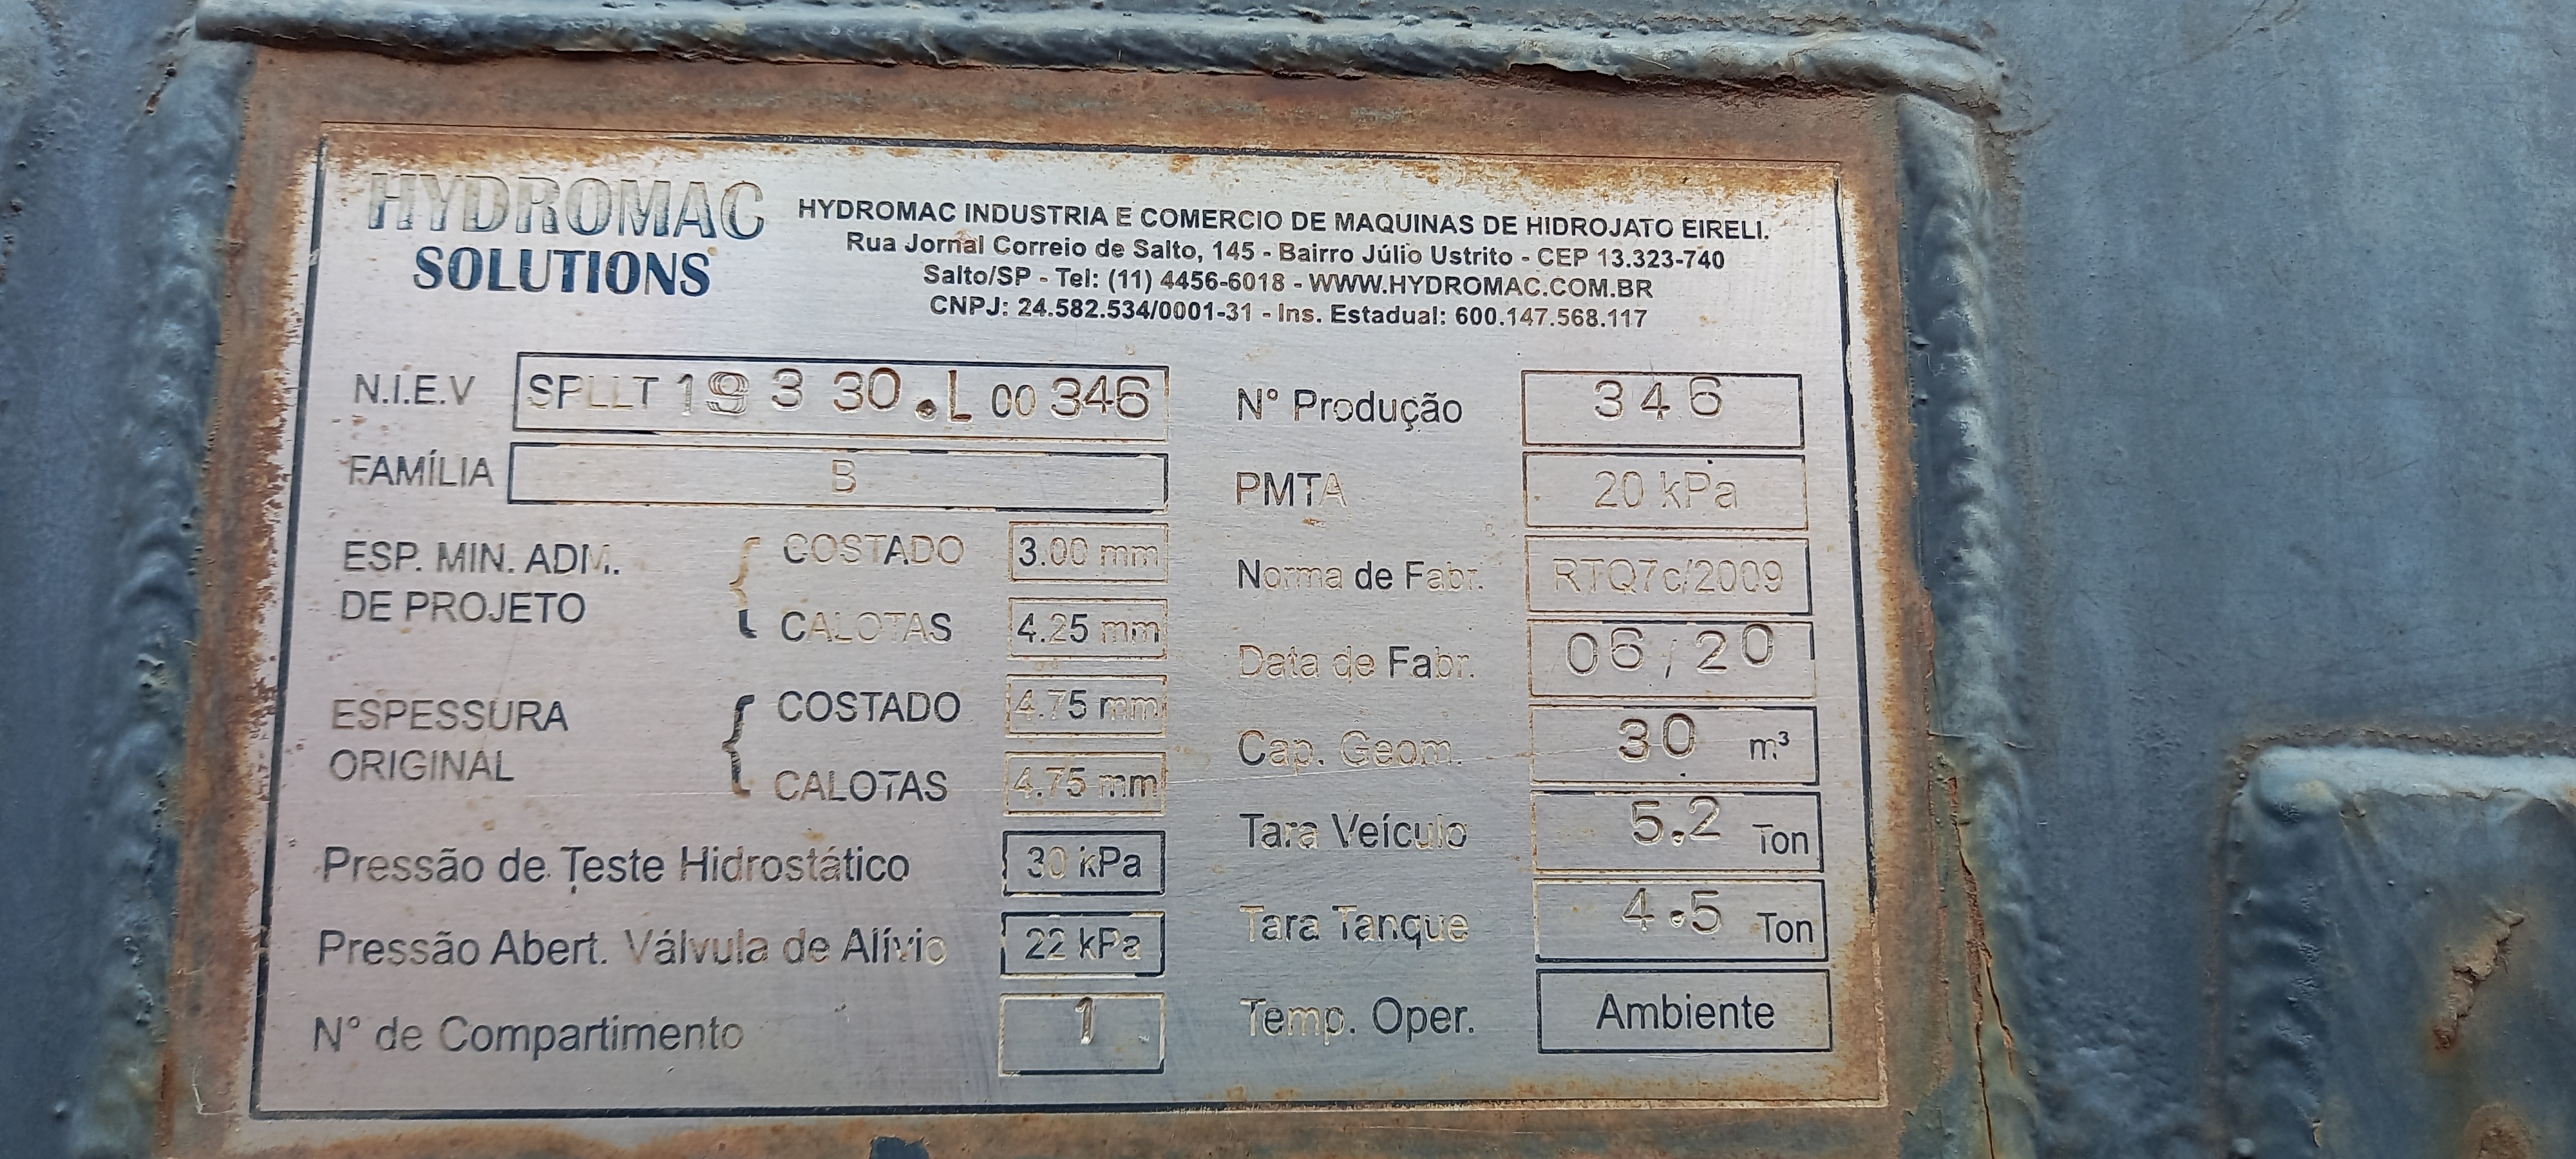 HYDROMAC
SOLUTIONS
HYDROMAC INDUSTRIA E COMERCIO DE MAQUINAS DE HIDROJATO EIRELI.
Rua Jornal Correio de Salto, 145 - Bairro Júlio Ustrito - CEP 13.323-740
Salto/SP - Tel: (11) 4456-6018 - WWW.HYDROMAC.COM.BR
CNPJ: 24.582.534/0001-31 - Ins. Estadual: 600.147.568.117
N.I.E.V SPLLT 19 3 30.L 00 346
FAMÍLIA B
ESP. MIN. ADM.
DE PROJETO
COSTADO 3.00 mm
CALOTAS 4.25 mm
ESPESSURA
ORIGINAL
COSTADO 4.75 mm
CALOTAS 4.75 mm
Pressão de Teste Hidrostático 30 kPa
Pressão Abert. Válvula de Alívio 22 kPa
N° de Compartimento 1
N° Produção 346
PMTA 20 kPa
Norma de Fabr. RTQ7c/2009
Data de Fabr. 06/20
Cap. Geom. 30 m³
Tara Veículo 5.2 Ton
Tara Tanque 4.5 Ton
Temp. Oper. Ambiente